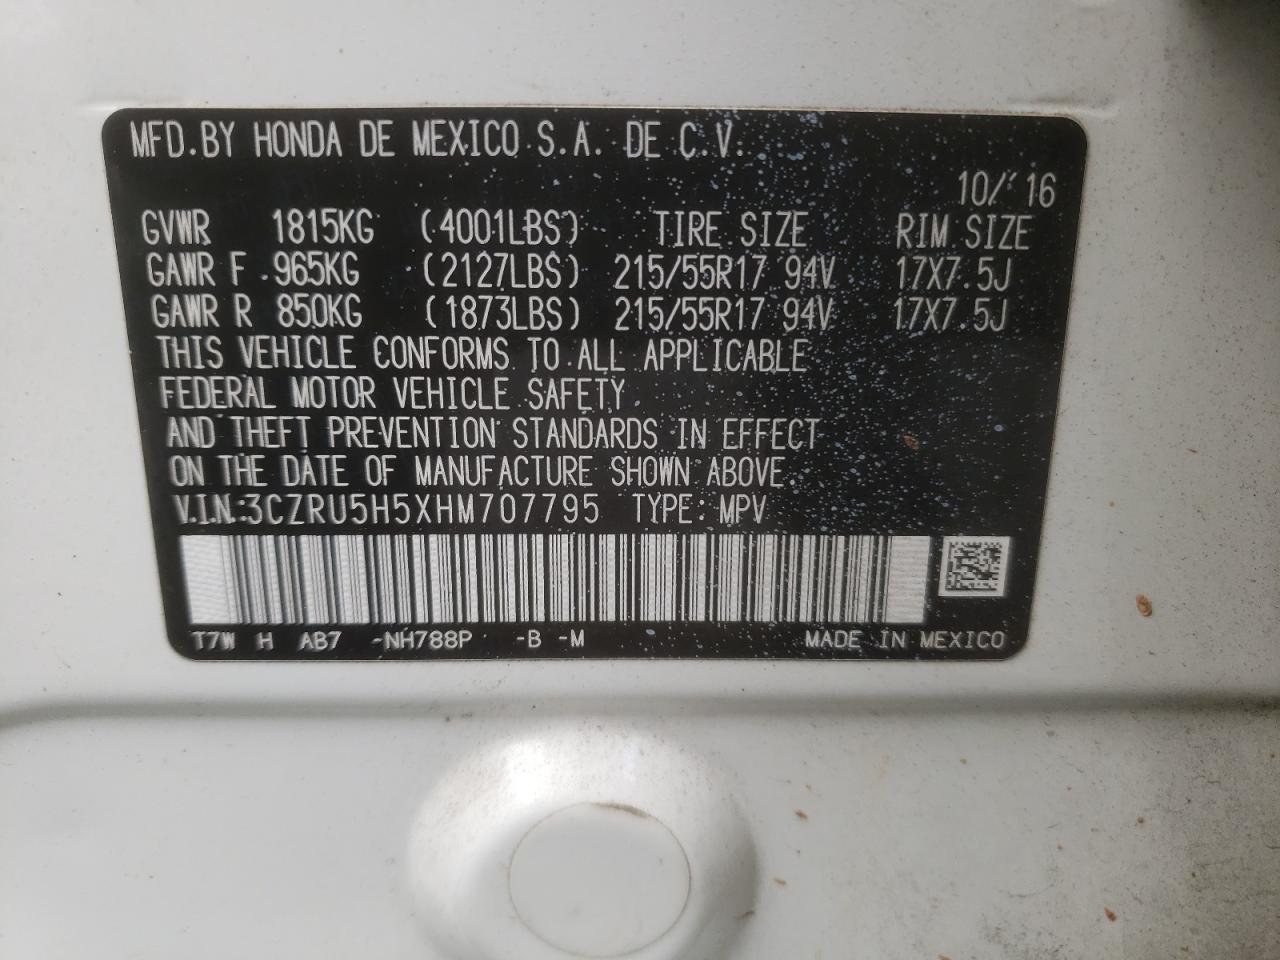 MFD.BY HONDA DE MEXICO S.A. DE C.V.
10/'16
GVWR 1815KG (4001LBS) TIRE SIZE RIM SIZE
GAWR F 965KG (2127LBS) 215/55R17 94V 17X7.5J
GAWR R 850KG (1873LBS) 215/55R17 94V 17X7.5J
THIS VEHICLE CONFORMS TO ALL APPLICABLE
FEDERAL MOTOR VEHICLE SAFETY
AND THEFT PREVENTION STANDARDS IN EFFECT
ON THE DATE OF MANUFACTURE SHOWN ABOVE
V.I.N:3CZRU5H5XHM707795 TYPE: MPV
T7W H AB7 -NH788P -B -M MADE IN MEXICO